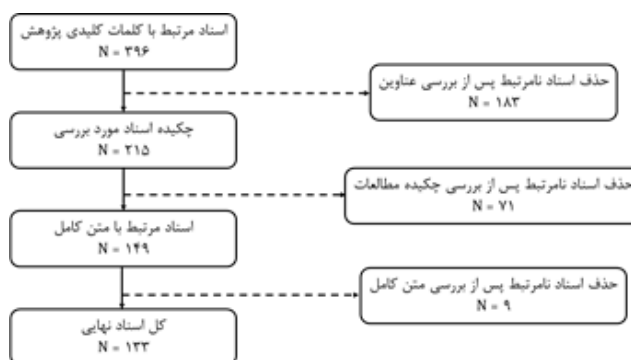 اسناد مرتبط با کلمات کلیدی پژوهش
N = ۳۹۶
حذف اسناد نامرتبط پس از بررسی عناوین
N = ۱۸۳
چکیده اسناد مورد بررسی
N = ۲۱۵
حذف اسناد نامرتبط پس از بررسی چکیده مطالعات
N = ۷۱
اسناد مرتبط با متن کامل
N = ۱۴۹
حذف اسناد نامرتبط پس از بررسی متن کامل
N = ۹
کل اسناد نهایی
N = ۱۳۳